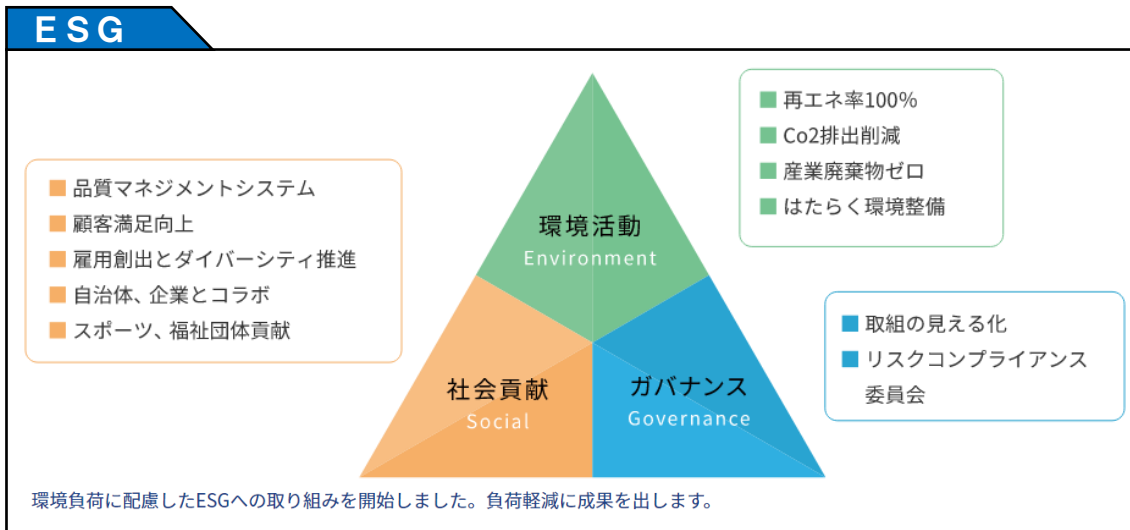 ESG
再エネ率100%
Co2排出削減
産業廃棄物ゼロ
はたらく環境整備
品質マネジメントシステム
顧客満足向上
雇用創出とダイバーシティ推進
自治体、企業とコラボ
スポーツ、福祉団体貢献
環境活動
Environment
取組の見える化
リスクコンプライアンス
委員会
社会貢献
Social
ガバナンス
Governance
環境負荷に配慮したESGへの取り組みを開始しました。負荷軽減に成果を出します。